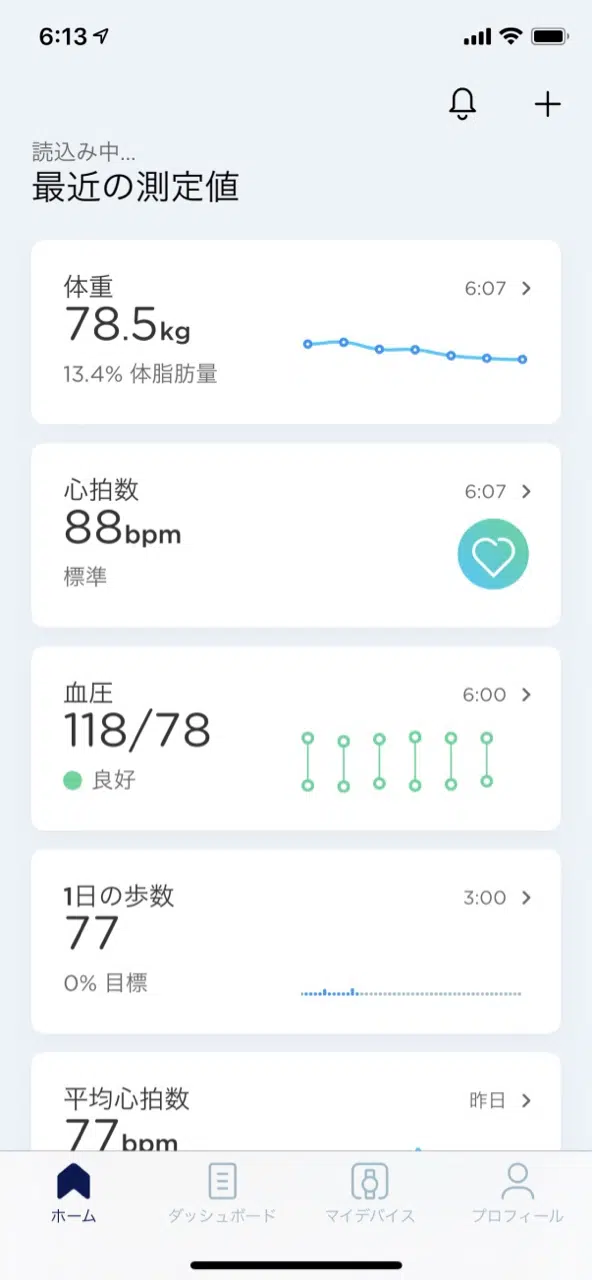 6:13
読込み中...
最近の測定値
体重
6:07
78.5kg
13.4% 体脂肪量
心拍数
6:07
88bpm
標準
血圧
6:00
118/78
良好
1日の歩数
3:00
77
0% 目標
平均心拍数
昨日
77bpm
ホーム
ダッシュボード
マイデバイス
プロフィール